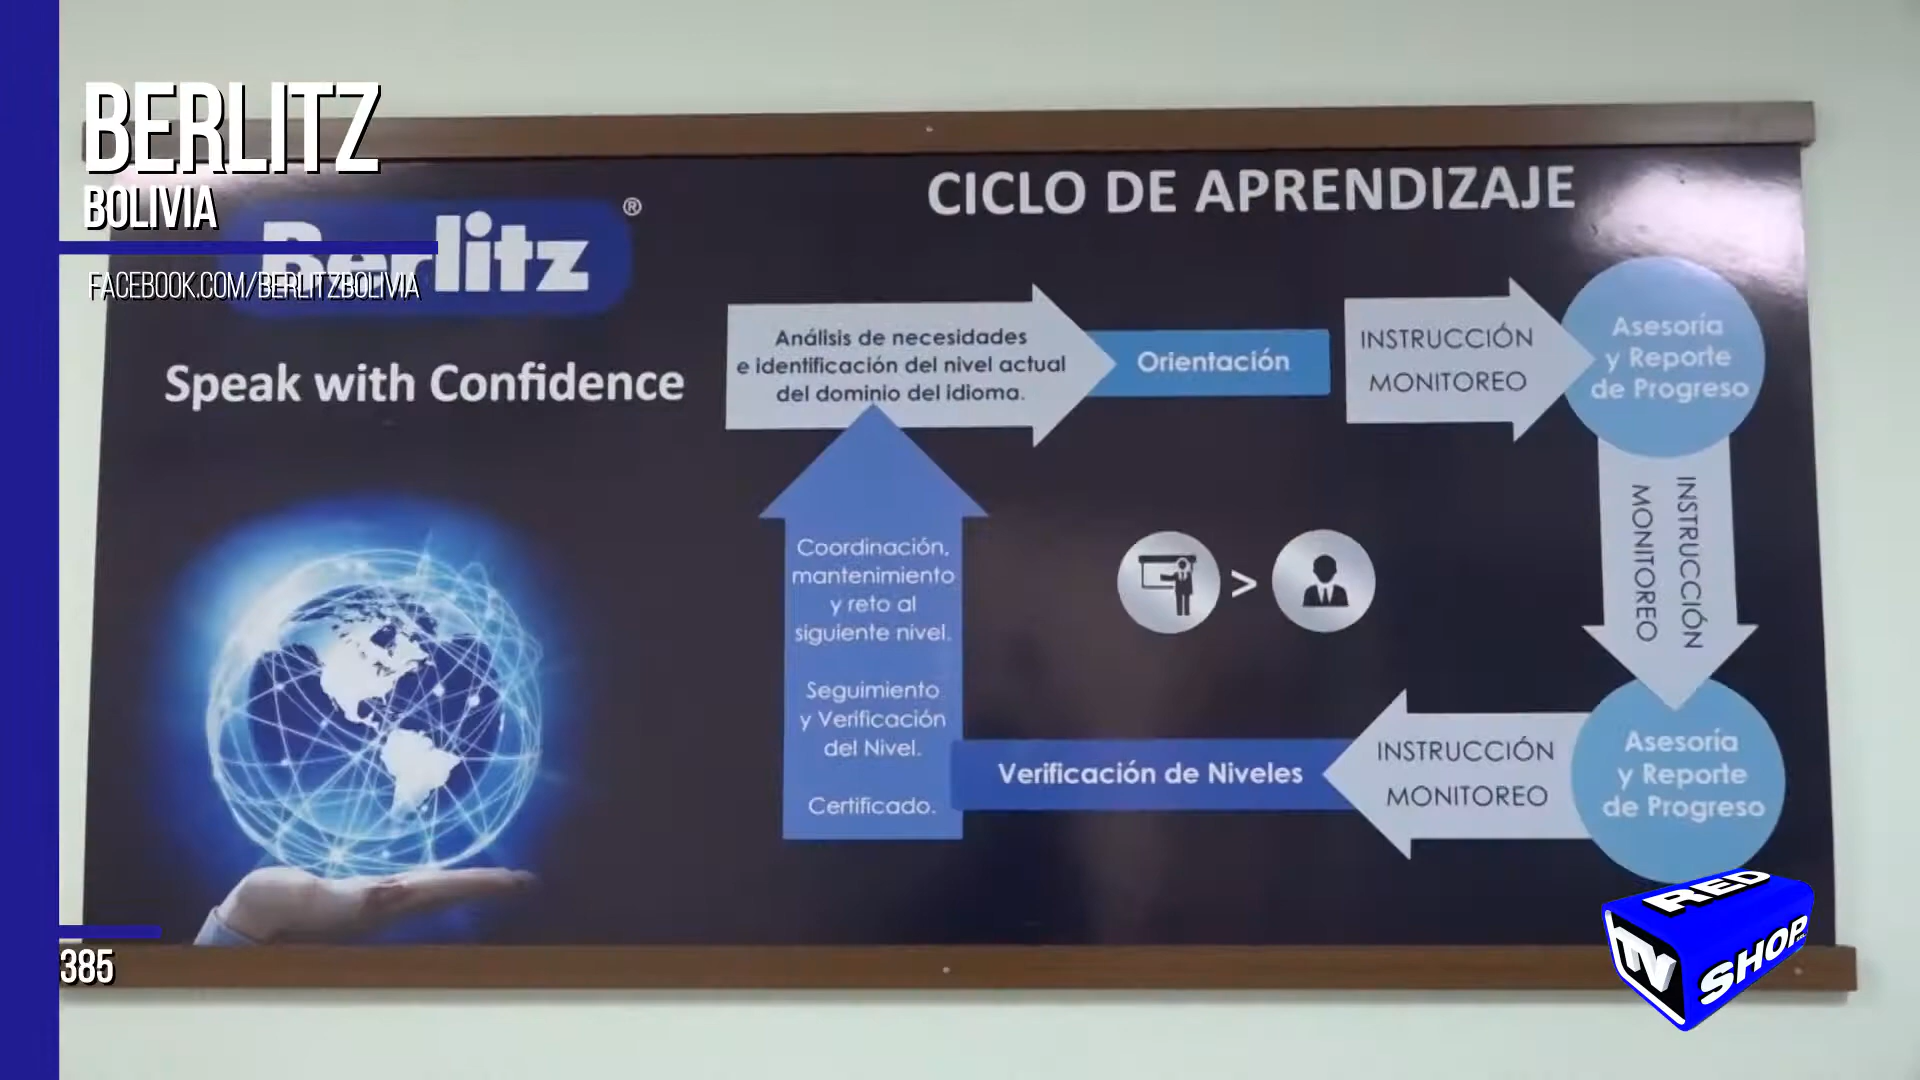 BERLITZ
BOLIVIA
FACEBOOK.COM/BERLITZBOLIVIA
Berlitz®
Speak with Confidence
CICLO DE APRENDIZAJE
Análisis de necesidades
e identificación del nivel actual
del dominio del idioma.
Orientación
INSTRUCCIÓN
MONITOREO
Asesoría
y Reporte
de Progreso
INSTRUCCIÓN
MONITOREO
Asesoría
y Reporte
de Progreso
INSTRUCCIÓN
MONITOREO
Verificación de Niveles
Coordinación,
mantenimiento
y reto al
siguiente nivel.
Seguimiento
y Verificación
del Nivel.
Certificado.
>
385
RED
TV
SHOP